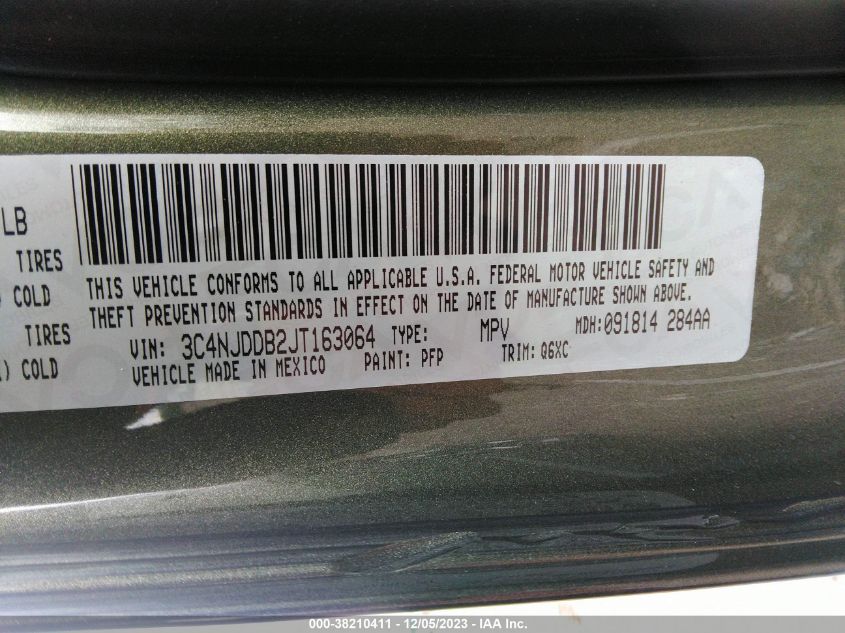 LB
TIRES
COLD
TIRES
) COLD
THIS VEHICLE CONFORMS TO ALL APPLICABLE U.S.A. FEDERAL MOTOR VEHICLE SAFETY AND
THEFT PREVENTION STANDARDS IN EFFECT ON THE DATE OF MANUFACTURE SHOWN ABOVE.
VIN: 3C4NJDDB2JT163064 TYPE: MPV MDH:091814 284AA
VEHICLE MADE IN MEXICO PAINT: PFP TRIM: Q6XC
000-38210411 - 12/05/2023 - IAA Inc.